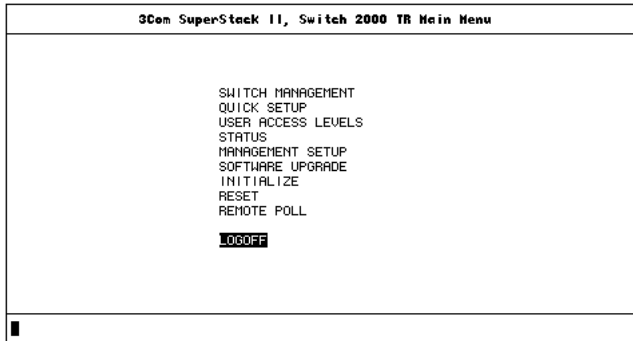 3Com SuperStack II, Switch 2000 TR Main Menu
SWITCH MANAGEMENT
QUICK SETUP
USER ACCESS LEVELS
STATUS
MANAGEMENT SETUP
SOFTWARE UPGRADE
INITIALIZE
RESET
REMOTE POLL
LOGOFF